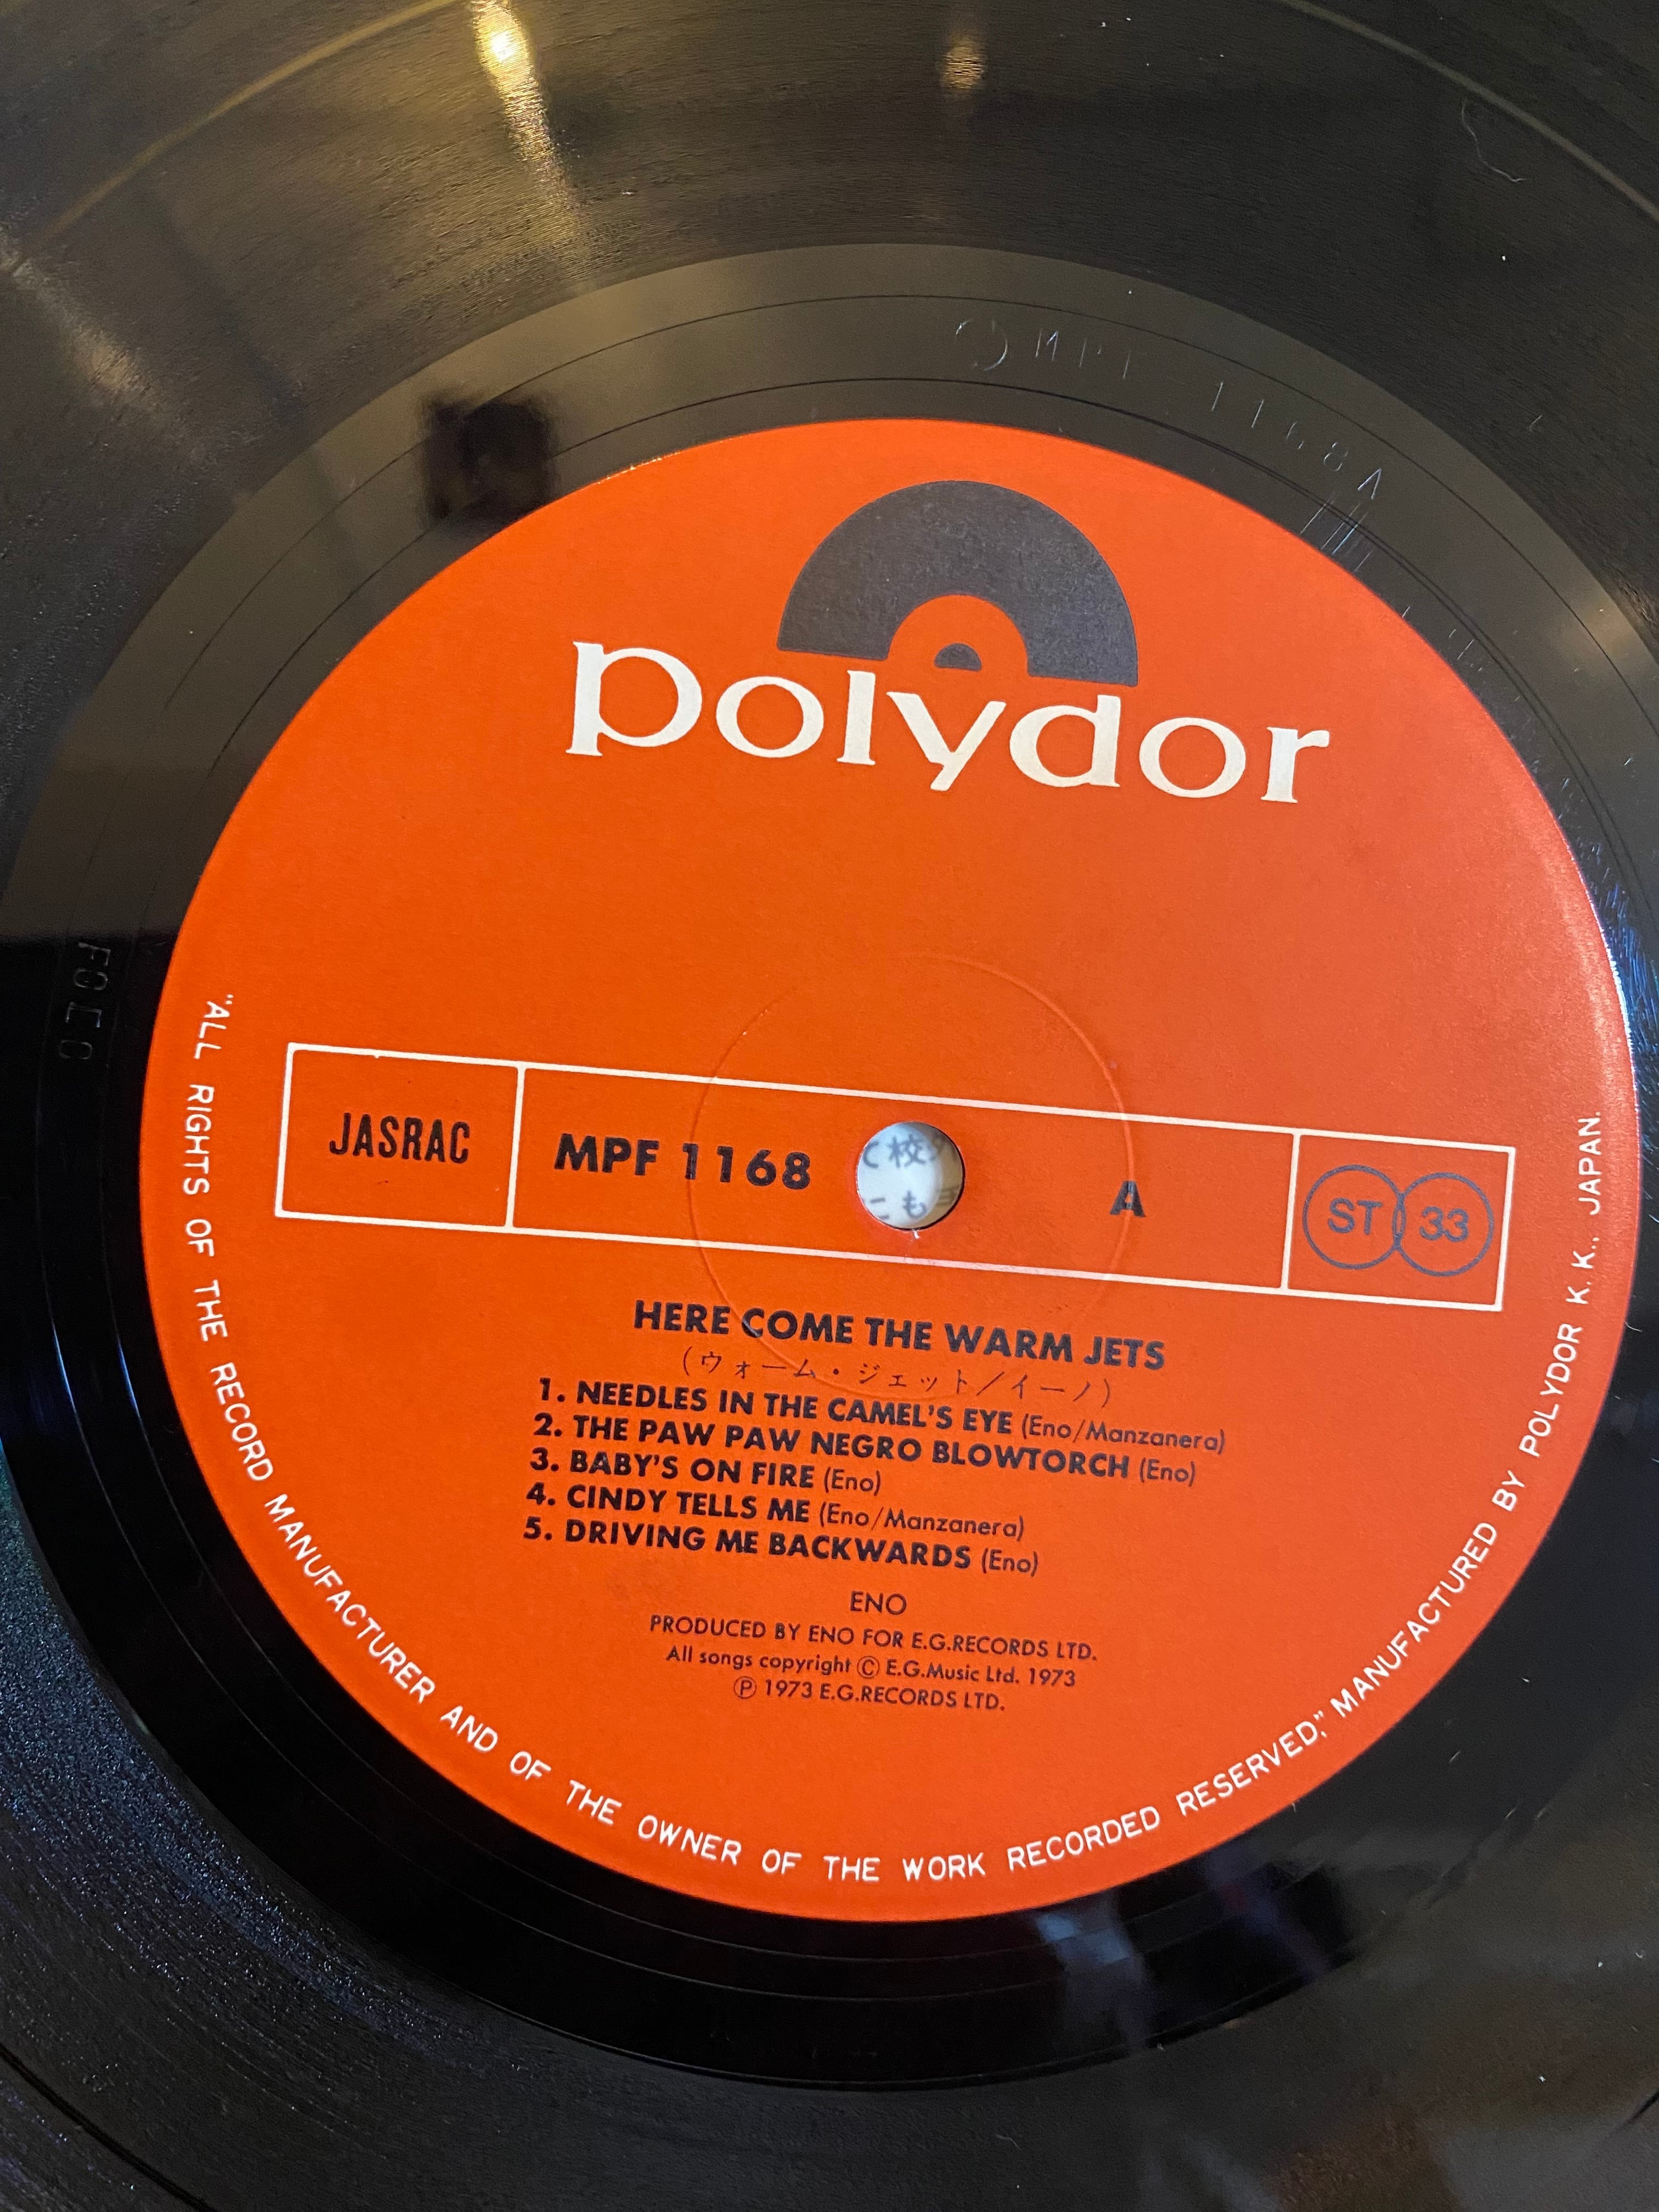 MPF 1168A
polydor
JASRAC
MPF 1168
A
ST 33
HERE COME THE WARM JETS
(ウォーム・ジェット/イーノ)
1. NEEDLES IN THE CAMEL'S EYE (Eno/Manzanera)
2. THE PAW PAW NEGRO BLOWTORCH (Eno)
3. BABY'S ON FIRE (Eno)
4. CINDY TELLS ME (Eno/Manzanera)
5. DRIVING ME BACKWARDS (Eno)
ENO
PRODUCED BY ENO FOR E.G.RECORDS LTD.
All songs copyright Ⓒ E.G.Music Ltd. 1973
Ⓟ 1973 E.G.RECORDS LTD.
"ALL RIGHTS OF THE RECORD MANUFACTURER AND OF THE OWNER OF THE WORK RECORDED RESERVED," MANUFACTURED BY POLYDOR K. K., JAPAN.